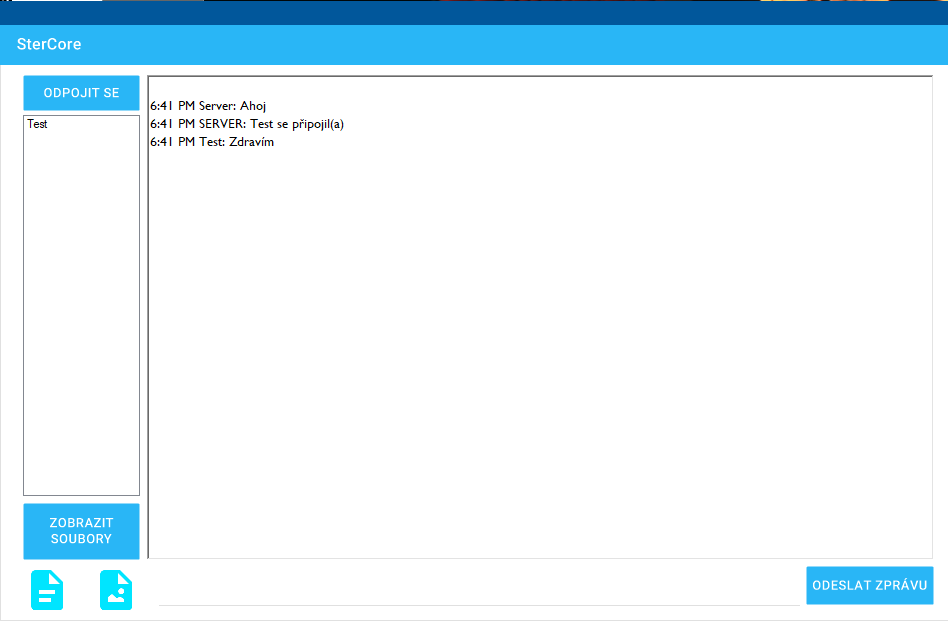 SterCore
ODPOJIT SE
Test
6:41 PM Server: Ahoj
6:41 PM SERVER: Test se připojil(a)
6:41 PM Test: Zdravím
ZOBRAZIT
SOUBORY
ODESLAT ZPRÁVU